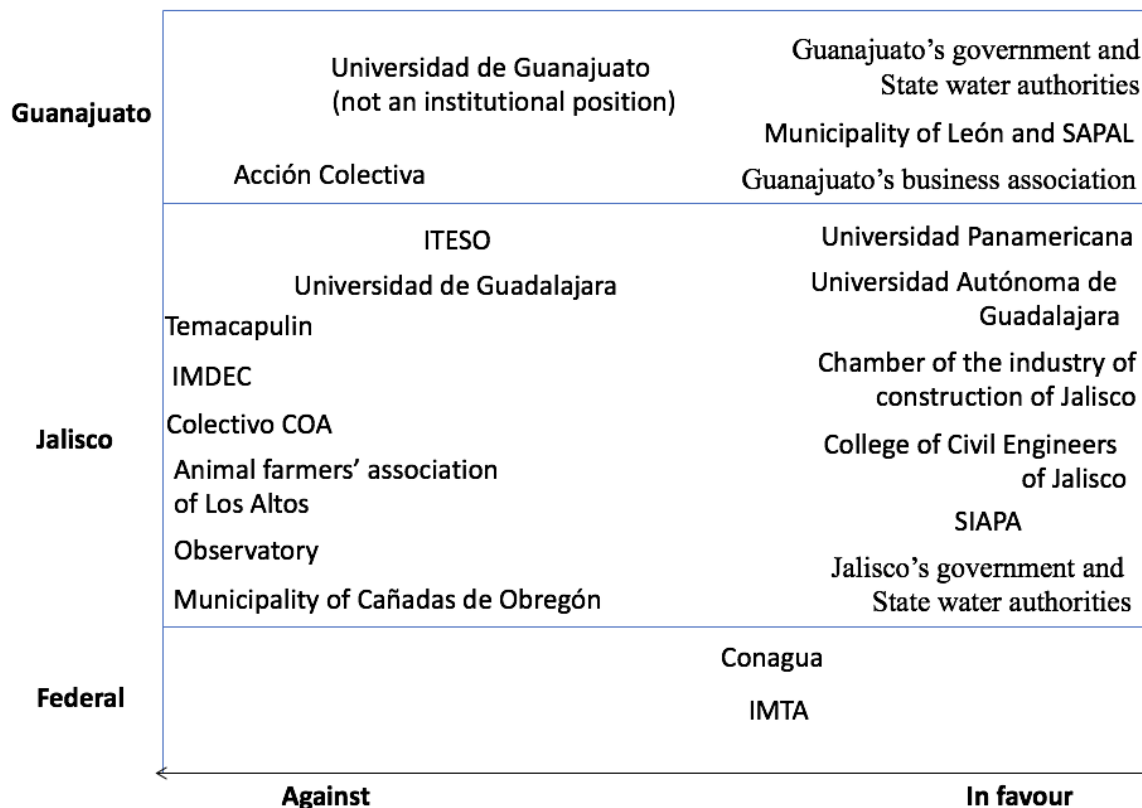 Guanajuato
Universidad de Guanajuato
(not an institutional position)
Acción Colectiva
Guanajuato’s government and
State water authorities
Municipality of León and SAPAL
Guanajuato’s business association
Jalisco
ITESO
Universidad de Guadalajara
Temacapulin
IMDEC
Colectivo COA
Animal farmers’ association
of Los Altos
Observatory
Municipality of Cañadas de Obregón
Universidad Panamericana
Universidad Autónoma de
Guadalajara
Chamber of the industry of
construction of Jalisco
College of Civil Engineers
of Jalisco
SIAPA
Jalisco’s government and
State water authorities
Federal
Conagua
IMTA
Against
In favour